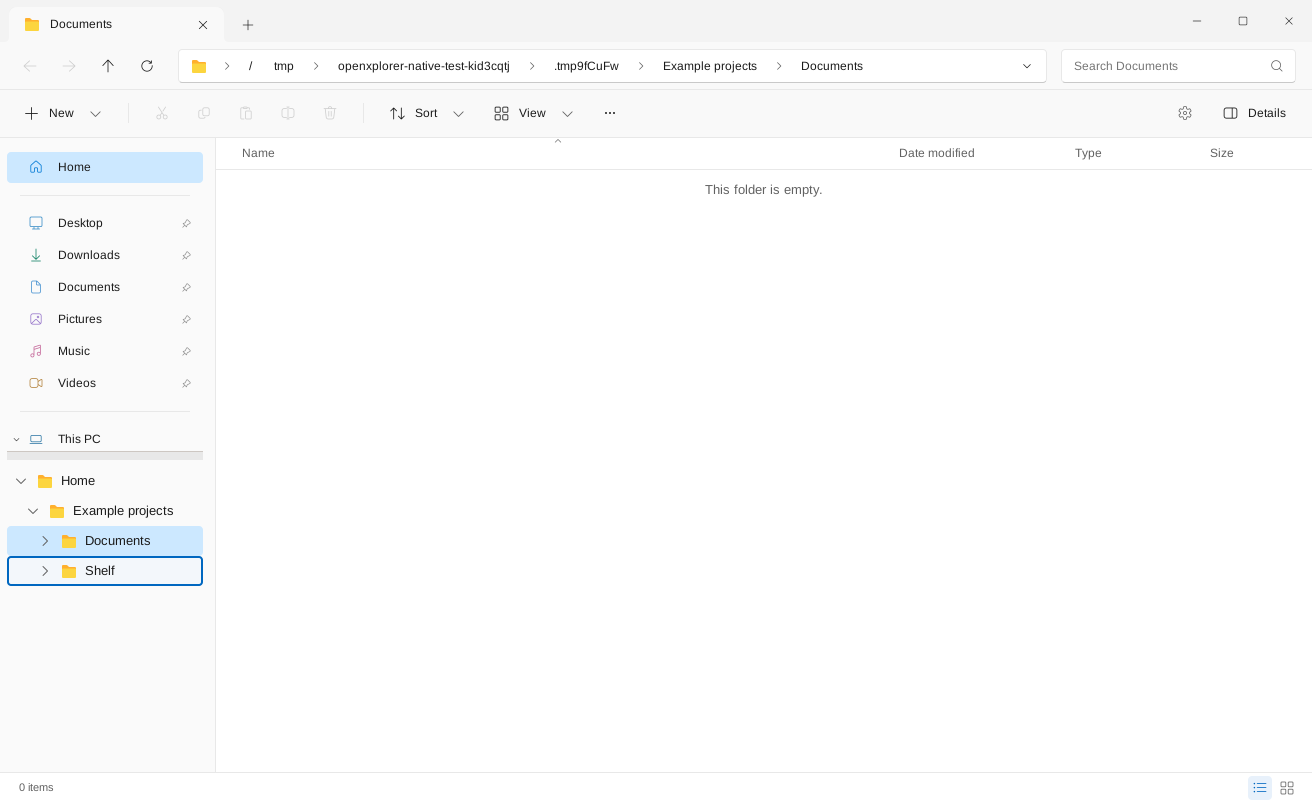 Documents
/ tmp openxplorer-native-test-kid3cqtj .tmp9fCuFw Example projects Documents
Search Documents
New Sort View Details
Name Date modified Type Size
This folder is empty.
Home
Desktop
Downloads
Documents
Pictures
Music
Videos
This PC
Home
Example projects
Documents
Shelf
0 items